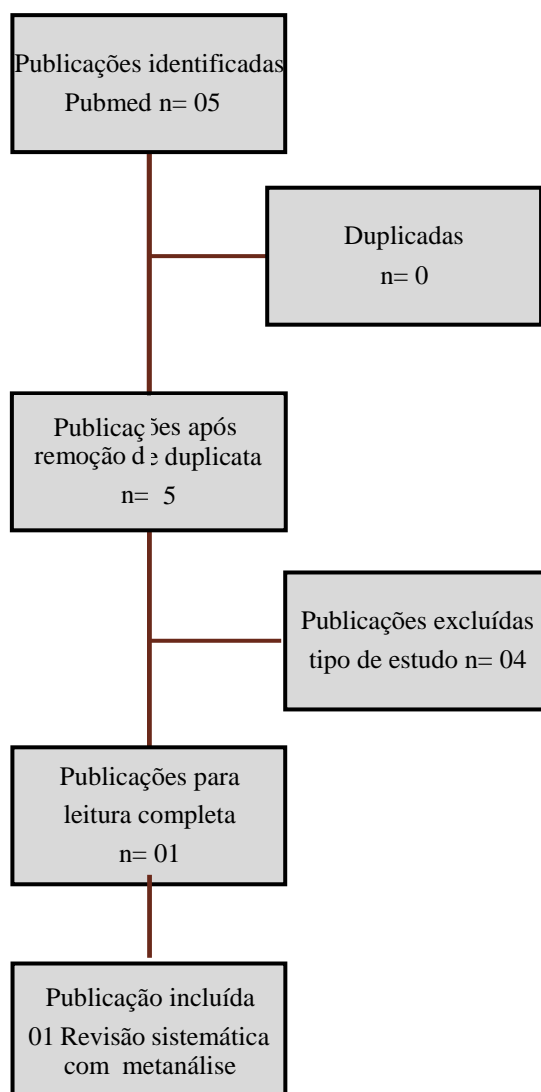 Publicações identificadas
Pubmed n= 05
Duplicadas
n= 0
Publicações após
remoção de duplicata
n= 5
Publicações excluídas
tipo de estudo n= 04
Publicações para
leitura completa
n= 01
Publicação incluída
01 Revisão sistemática
com metanálise